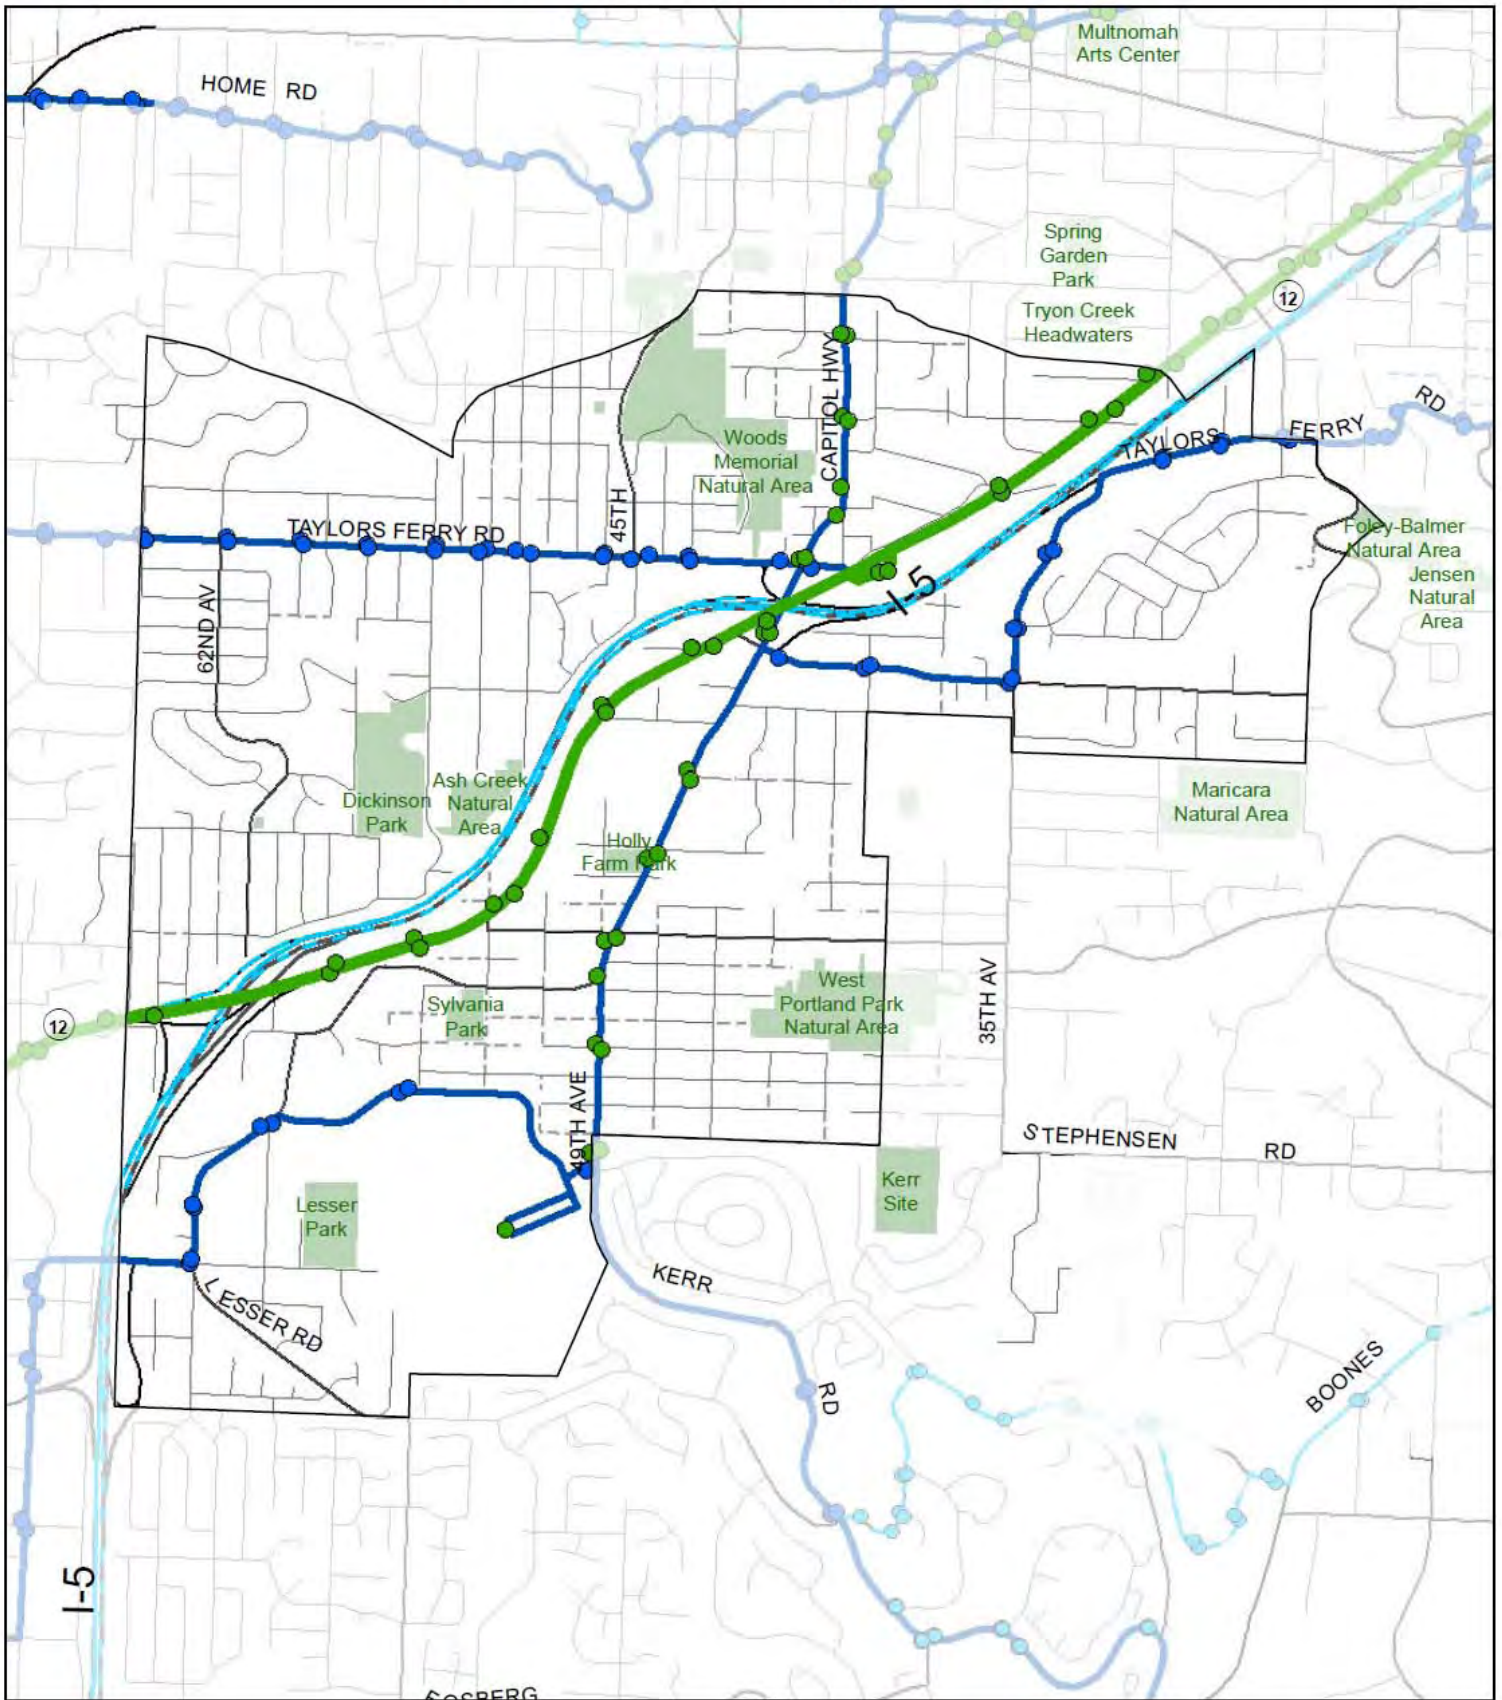 Multnomah
Arts Center
HOME RD
Spring
Garden
Park
12
Tryon Creek
Headwaters
CAPITOL HWY
RD
FERRY
TAYLORS
Woods
Memorial
Natural Area
45TH
TAYLORS FERRY RD
Foley-Balmer
Natural Area
Jensen
Natural
Area
I-5
62ND AV
Ash Creek
Natural
Area
Dickinson
Park
Maricara
Natural Area
Holly
Farm Park
West
Portland Park
Natural Area
35TH AV
Sylvania
Park
12
49TH AVE
STEPHENSEN RD
Kerr
Site
Lesser
Park
KERR
LESSER RD
RD
BOONES
I-5